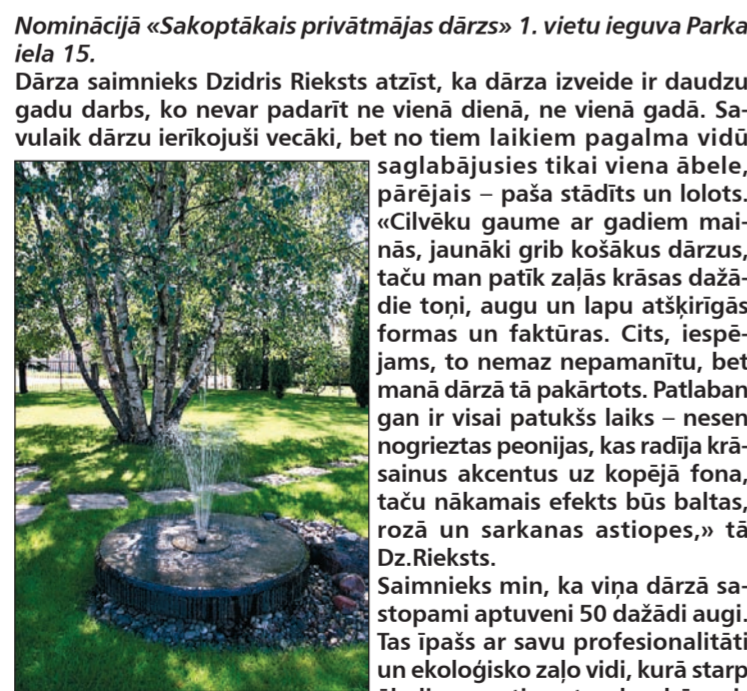 Nominācijā «Sakoptākais privātmājas dārzs» 1. vietu ieguva Parka
iela 15.
Dārza saimnieks Dzidris Rieksts atzīst, ka dārza izveide ir daudzu
gadu darbs, ko nevar padarīt ne vienā dienā, ne vienā gadā. Sa-
vulaik dārzu ierīkojuši vecāki, bet no tiem laikiem pagalma vidū
saglabājusies tikai viena ābele,
pārējais – paša stādīts un lolots.
«Cilvēku gaume ar gadiem mai-
nās, jaunāki grib košākus dārzus,
taču man patīk zaļās krāsas dažā-
die toņi, augu un lapu atšķirīgās
formas un faktūras. Cits, iespē-
jams, to nemaz nepamanītu, bet
manā dārzā tā pakārtots. Patlaban
gan ir visai patukšs laiks – nesen
nogrieztas peonijas, kas radīja krā-
sainus akcentus uz kopējā fona,
taču nākamais efekts būs baltas,
rozā un sarkanas astiopes,» tā
Dz.Rieksts.
Saimnieks min, ka viņa dārzā sa-
stopami aptuveni 50 dažādi augi.
Tas īpašs ar savu profesionalitāti
un ekoloģisko zaļo vidi, kurā starp